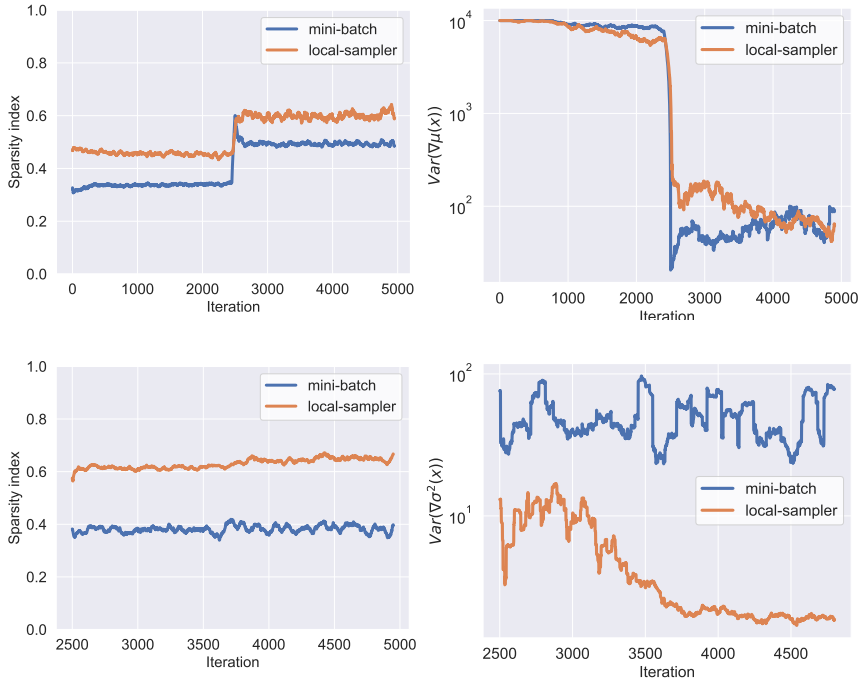 1.0
0.8
0.6
0.4
0.2
0.0
Sparsity index
mini-batch
local-sampler
0 1000 2000 3000 4000 5000
Iteration
10^4
10^3
10^2
Var(∇μ(x))
mini-batch
local-sampler
0 1000 2000 3000 4000 5000
Iteration
1.0
0.8
0.6
0.4
0.2
0.0
Sparsity index
mini-batch
local-sampler
2500 3000 3500 4000 4500 5000
Iteration
10^2
10^1
Var(∇σ²(x))
mini-batch
local-sampler
2500 3000 3500 4000 4500
Iteration